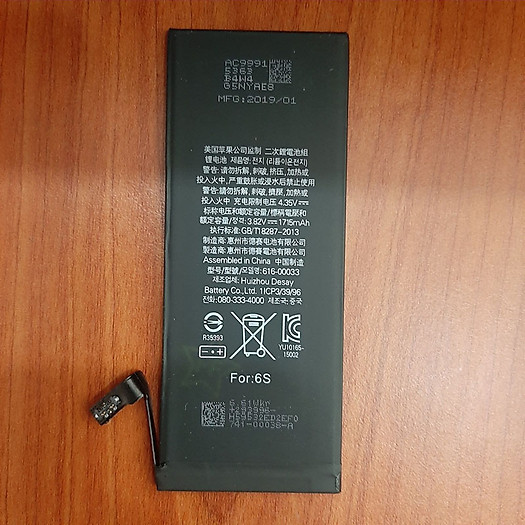 AC9891
5363
B4W4
G5NYAE8
MFG:2019/01
美国苹果公司监制 二次鋰電池組
锂电池 제품명:전지 (리튬이온전지)
警告:请勿拆解,刺破,挤压,加热或
投入火中,严重鼓胀或浸水后禁止使用
警告:請勿拆解,刺破,擠壓,加熱或
投入火中 充电限制电压 4.35V⎓
标称电压和额定容量/標稱電壓和
額定容量/정격:3.82V⎓1715mAh
执行标准:GB/T18287-2013
制造商:惠州市德赛电池有限公司
製造商:惠州市德賽電池有限公司
Assembled in China 中国制造
型号/型號/모델명:616-00033
제조업체: Huizhou Desay
Battery Co., Ltd. 1ICP3/39/96
전화:080-333-4000 제조국:중국
R35393
YU10165-
15002
For:6S
741-00038-A